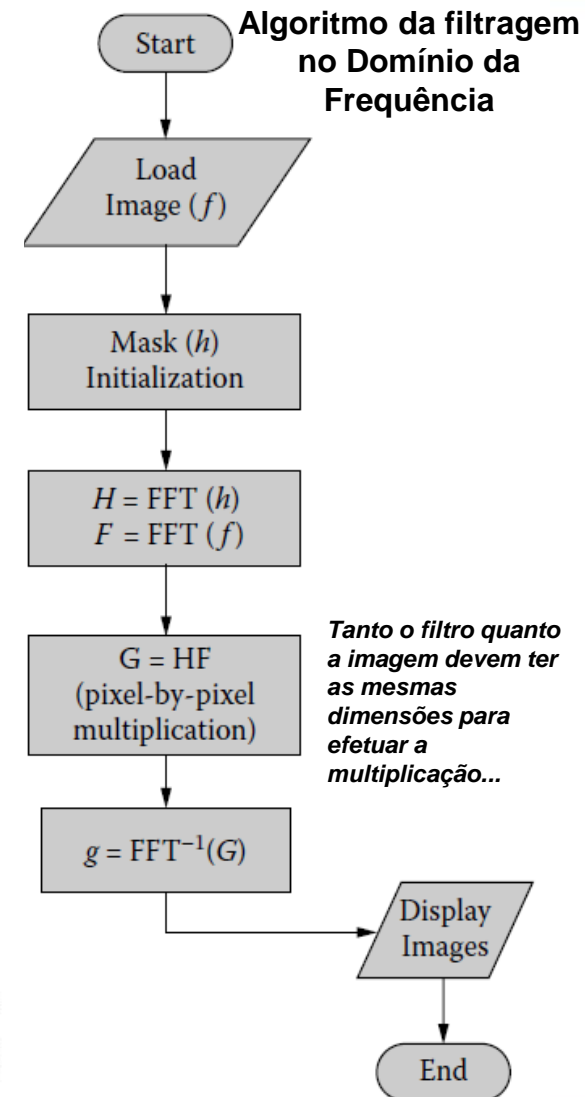 Algoritmo da filtragem
no Domínio da
Frequência
Start
Load
Image (f)
Mask (h)
Initialization
H = FFT (h)
F = FFT (f)
G = HF
(pixel-by-pixel
multiplication)
Tanto o filtro quanto
a imagem devem ter
as mesmas
dimensões para
efetuar a
multiplicação...
g = FFT⁻¹(G)
Display
Images
End